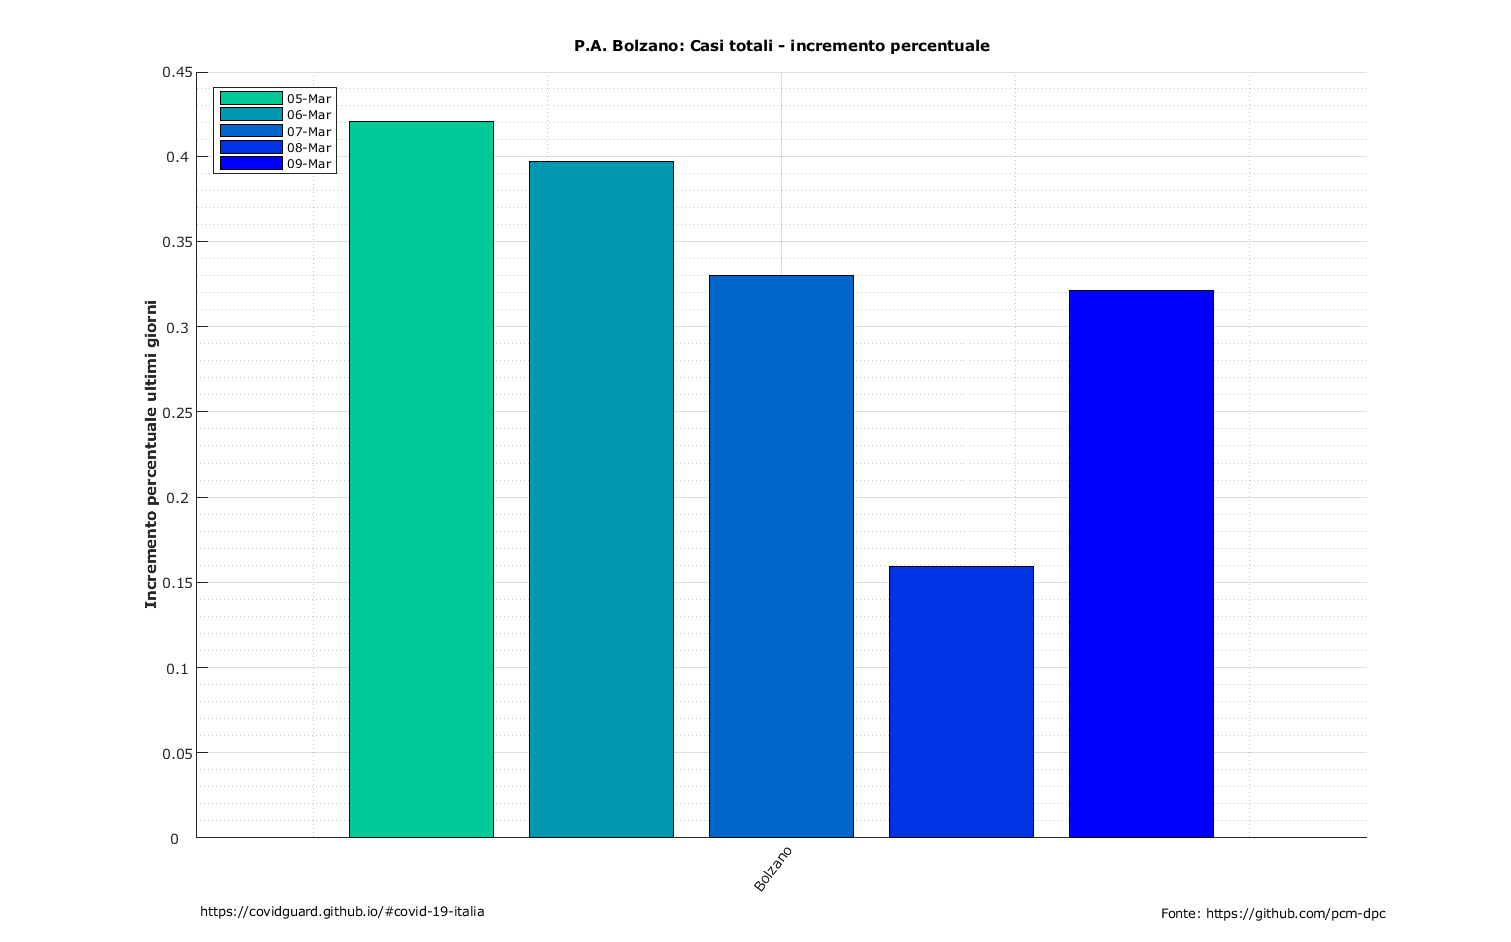 P.A. Bolzano: Casi totali - incremento percentuale
0.45
0.4
0.35
0.3
0.25
0.2
0.15
0.1
0.05
0
Incremento percentuale ultimi giorni
05-Mar
06-Mar
07-Mar
08-Mar
09-Mar
Bolzano
https://covidguard.github.io/#covid-19-italia
Fonte: https://github.com/pcm-dpc